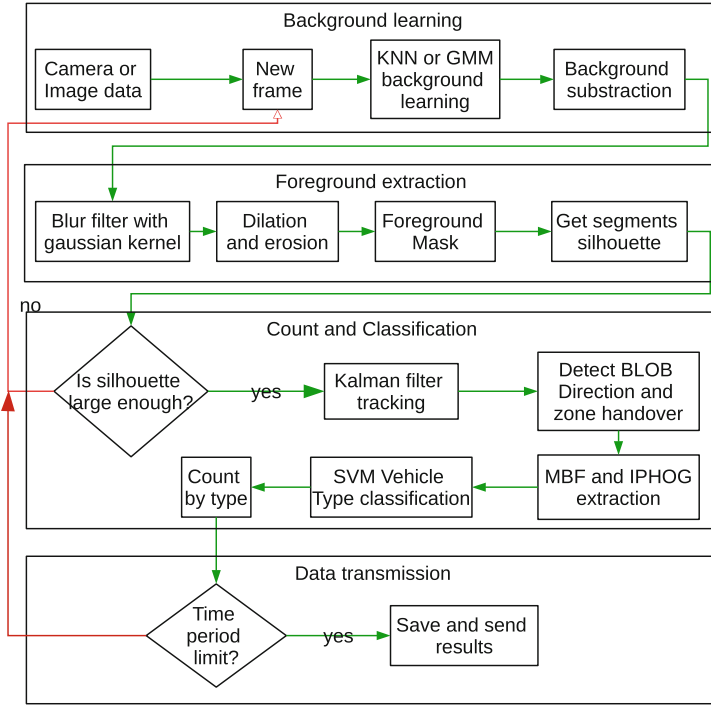 Background learning
Camera or
Image data
New
frame
KNN or GMM
background
learning
Background
substraction
Foreground extraction
Blur filter with
gaussian kernel
Dilation
and erosion
Foreground
Mask
Get segments
silhouette
no
Count and Classification
Is silhouette
large enough?
yes
Kalman filter
tracking
Detect BLOB
Direction and
zone handover
Count
by type
SVM Vehicle
Type classification
MBF and IPHOG
extraction
Data transmission
Time
period
limit?
yes
Save and send
results